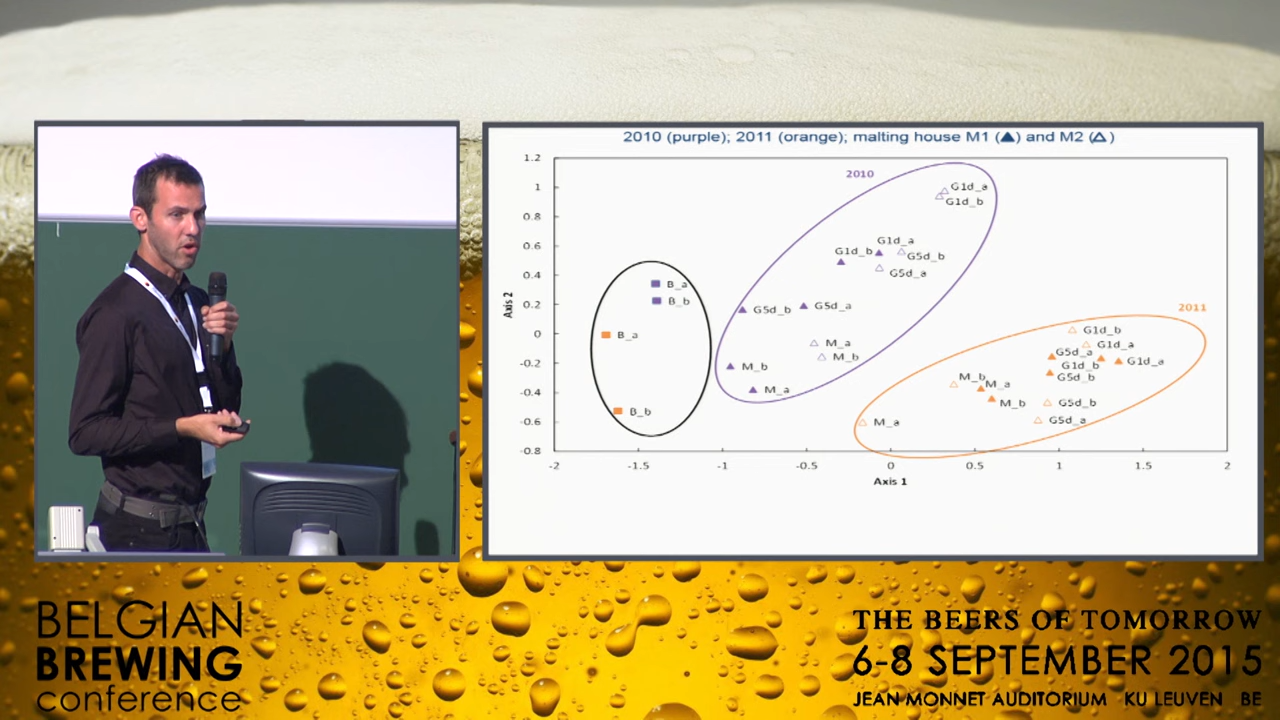 2010 (purple); 2011 (orange); malting house M1 (▲) and M2 (△)
1.2
1
0.8
0.6
0.4
0.2
0
-0.2
-0.4
-0.6
-0.8
Axis 2
2010
G1d_a
G1d_b
G1d_a
G1d_b
G5d_b
G5d_a
B_a
B_b
G5d_b
G5d_a
B_a
M_a
M_b
M_b
M_a
B_b
2011
G1d_b
G1d_a
G5d_a
G1d_b
G1d_a
G5d_b
M_b
M_a
M_b
G5d_b
M_a
G5d_a
-2
-1.5
-1
-0.5
0
0.5
1
1.5
2
Axis 1
BELGIAN
BREWING
conference
THE BEERS OF TOMORROW
6-8 SEPTEMBER 2015
JEAN MONNET AUDITORIUM KU LEUVEN BE